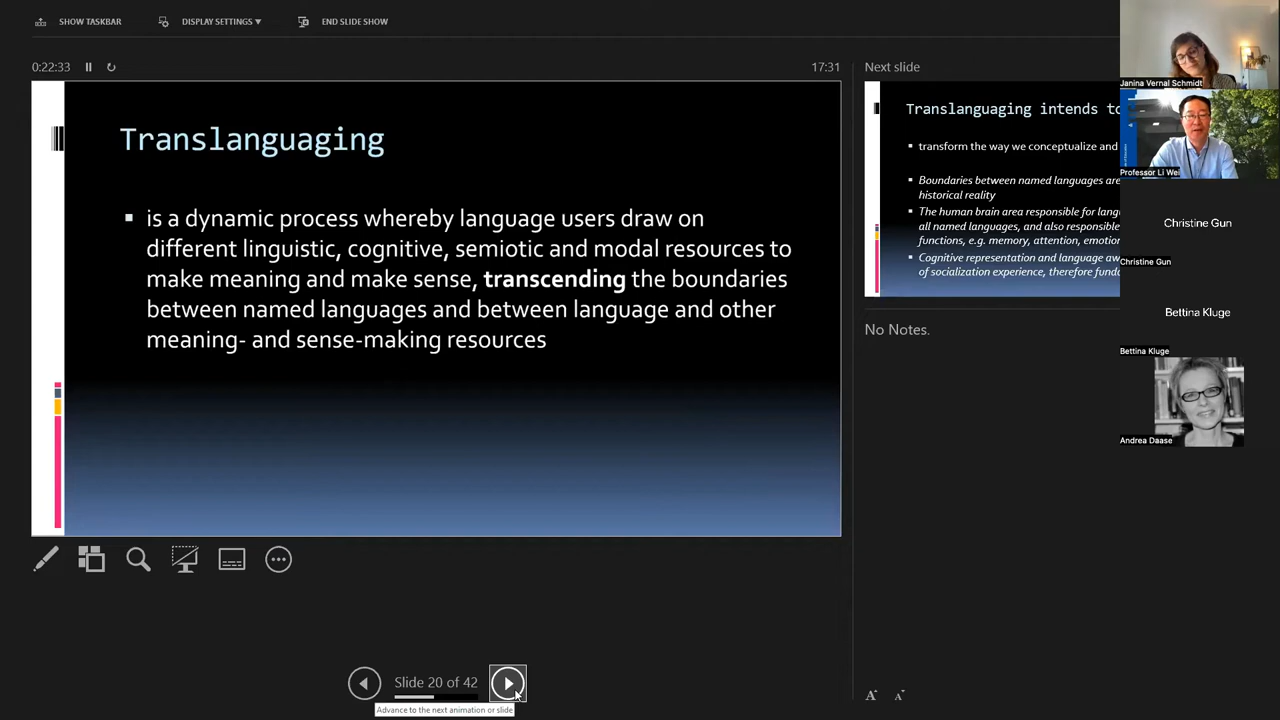 SHOW TASKBAR
DISPLAY SETTINGS ▼
END SLIDE SHOW
0:22:33
17:31
Translanguaging
is a dynamic process whereby language users draw on
different linguistic, cognitive, semiotic and modal resources to
make meaning and make sense, transcending the boundaries
between named languages and between language and other
meaning- and sense-making resources
Slide 20 of 42
Advance to the next animation or slide
Next slide
Translanguaging intends to
transform the way we conceptualize and
Boundaries between named languages are
historical reality
The human brain area responsible for
all named languages, and also responsible
functions, e.g. memory, attention,
Cognitive representation and language
of socialization experience, therefore
No Notes.
A
A
Janina Vernal Schmidt
Professor Li Wei
Christine Gun
Christine Gun
Bettina Kluge
Bettina Kluge
Andrea Daase